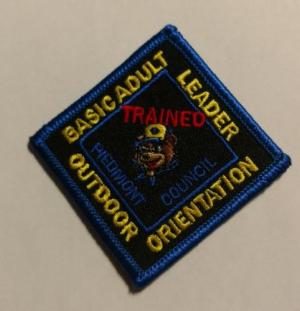 BASIC ADULT
LEADER
OUTDOOR
ORIENTATION
TRAINED
PIEDMONT
COUNCIL